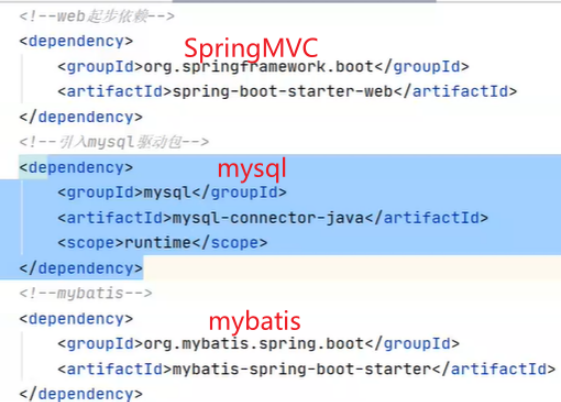 <!--web起步依赖-->
<dependency>
SpringMVC
<groupId>org.springframework.boot</groupId>
<artifactId>spring-boot-starter-web</artifactId>
</dependency>
<!--引入mysql驱动包-->
<dependency>
mysql
<groupId>mysql</groupId>
<artifactId>mysql-connector-java</artifactId>
<scope>runtime</scope>
</dependency>
<!--mybatis-->
<dependency>
mybatis
<groupId>org.mybatis.spring.boot</groupId>
<artifactId>mybatis-spring-boot-starter</artifactId>
</dependency>